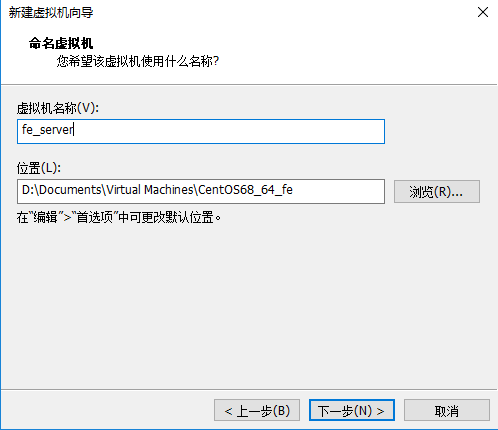 新建虚拟机向导
命名虚拟机
您希望该虚拟机使用什么名称?
虚拟机名称(V):
fe_server
位置(L):
D:\Documents\Virtual Machines\CentOS68_64_fe
浏览(R)...
在“编辑”>“首选项”中可更改默认位置。
< 上一步(B)
下一步(N) >
取消